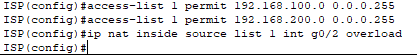 ISP(config)#access-list 1 permit 192.168.100.0 0.0.0.255
ISP(config)#access-list 1 permit 192.168.200.0 0.0.0.255
ISP(config)#ip nat inside source list 1 int g0/2 overload
ISP(config)#